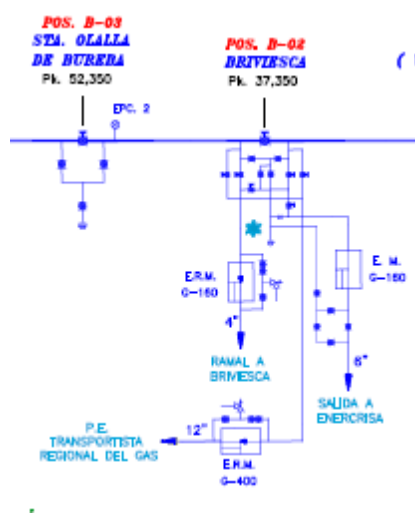 POS. B-03
STA. OLALLA
DE BUREBA
Pk. 52,350
EPC. 2
POS. B-02
BRIVIESCA
Pk. 37,350
(
E.R.M.
G-160
4"
RAMAL A
BRIVIESCA
E. M.
G-160
6"
SALIDA A
ENERCRISA
12"
P.E.
TRANSPORTISTA
REGIONAL DEL GAS
E.R.M.
G-400